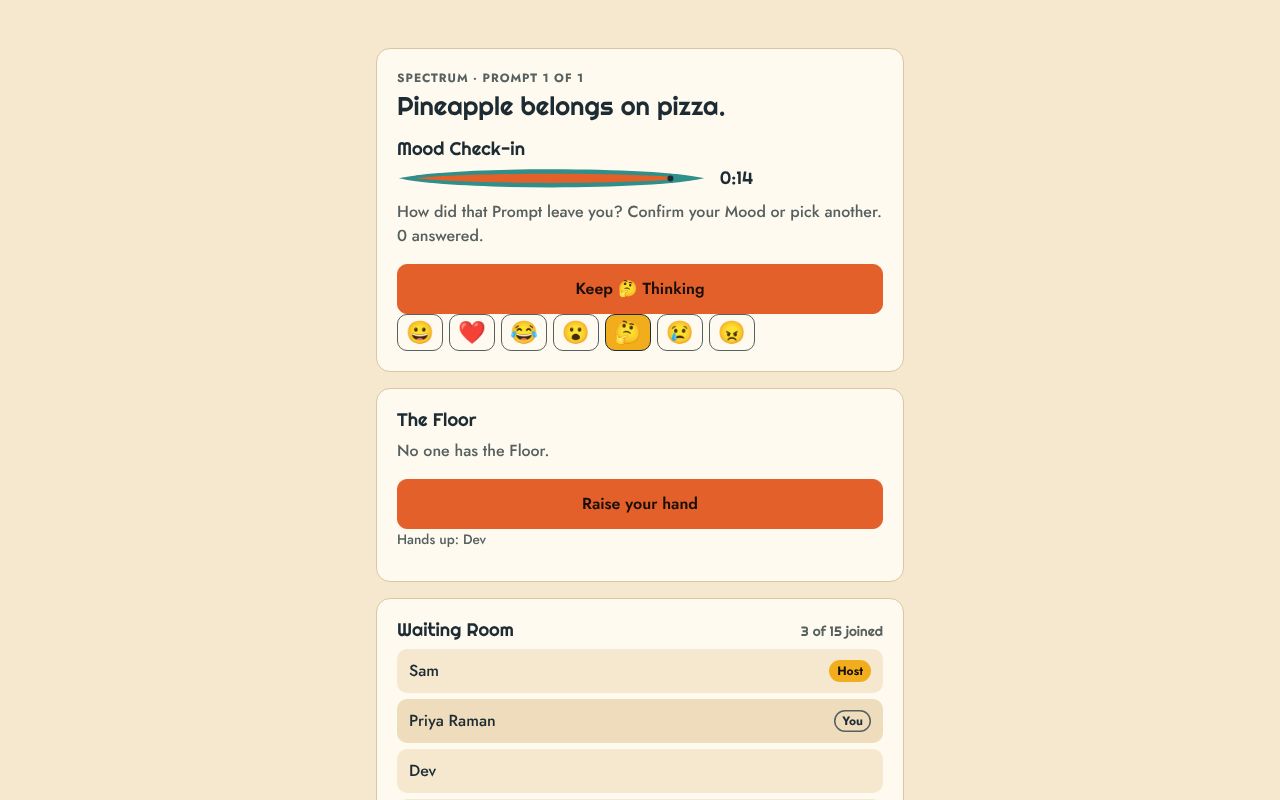 SPECTRUM · PROMPT 1 OF 1
Pineapple belongs on pizza.
Mood Check-in
0:14
How did that Prompt leave you? Confirm your Mood or pick another.
0 answered.
Keep 🤔 Thinking
😀 ❤️ 😂 😮 🤔 😢 😠
The Floor
No one has the Floor.
Raise your hand
Hands up: Dev
Waiting Room
3 of 15 joined
Sam
Host
Priya Raman
You
Dev